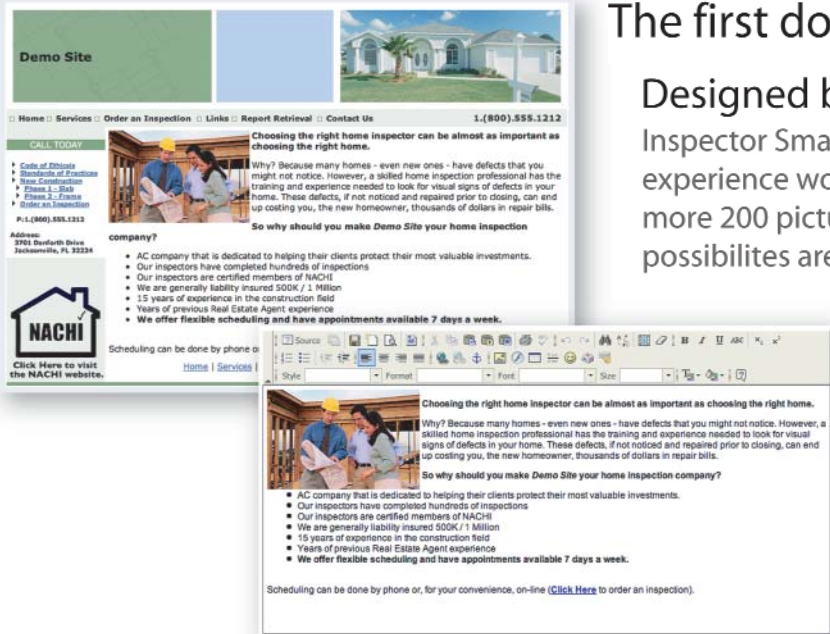 The first do
Designed b
Inspector Sma
experience wo
more 200 pictu
possibilites are
Demo Site
Home Services Order an Inspection Links Report Retrieval Contact Us 1.(800).555.1212
CALL TODAY
Code of Ethicals
Standards of Practices
New Construction
Phase 1 - Slab
Phase 2 - Frame
Order an Inspection
P:1.(800).555.1213
Address:
3701 Danforth Drive
Jacksonville, FL 32224
NACHI
Click Here to visit
the NACHI website.
Choosing the right home inspector can be almost as important as
choosing the right home.
Why? Because many homes - even new ones - have defects that you
might not notice. However, a skilled home inspection professional has the
training and experience needed to look for visual signs of defects in your
home. These defects, if not noticed and repaired prior to closing, can end
up costing you, the new homeowner, thousands of dollars in repair bills.
So why should you make Demo Site your home inspection
company?
AC company that is dedicated to helping their clients protect their most valuable investments.
Our inspectors have completed hundreds of inspections
Our inspectors are certified members of NACHI
We are generally liability insured 500K / 1 Million
15 years of experience in the construction field
Years of previous Real Estate Agent experience
We offer flexible scheduling and have appointments available 7 days a week.
Scheduling can be done by phone o
Home | Services |
Source B I U ABC x₂ x²
Style Format Font Size
Choosing the right home inspector can be almost as important as choosing the right home.
Why? Because many homes - even new ones - have defects that you might not notice. However, a
skilled home inspection professional has the training and experience needed to look for visual
signs of defects in your home. These defects, if not noticed and repaired prior to closing, can end
up costing you, the new homeowner, thousands of dollars in repair bills.
So why should you make Demo Site your home inspection company?
AC company that is dedicated to helping their clients protect their most valuable investments.
Our inspectors have completed hundreds of inspections
Our inspectors are certified members of NACHI
We are generally liability insured 500K / 1 Million
15 years of experience in the construction field
Years of previous Real Estate Agent experience
We offer flexible scheduling and have appointments available 7 days a week.
Scheduling can be done by phone or, for your convenience, on-line (Click Here to order an inspection).